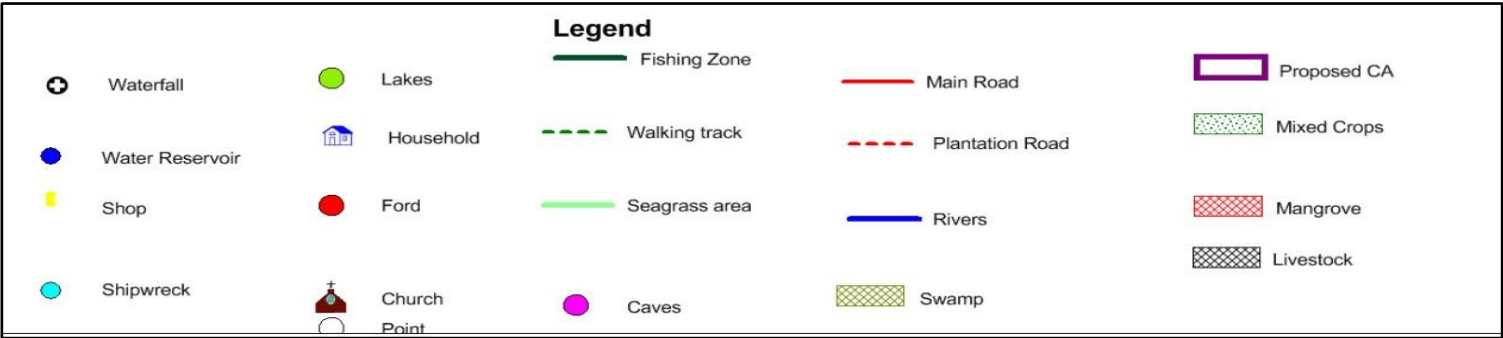 Legend
Waterfall
Water Reservoir
Shop
Shipwreck
Lakes
Household
Ford
Church
Point
Fishing Zone
Walking track
Seagrass area
Caves
Main Road
Plantation Road
Rivers
Swamp
Proposed CA
Mixed Crops
Mangrove
Livestock